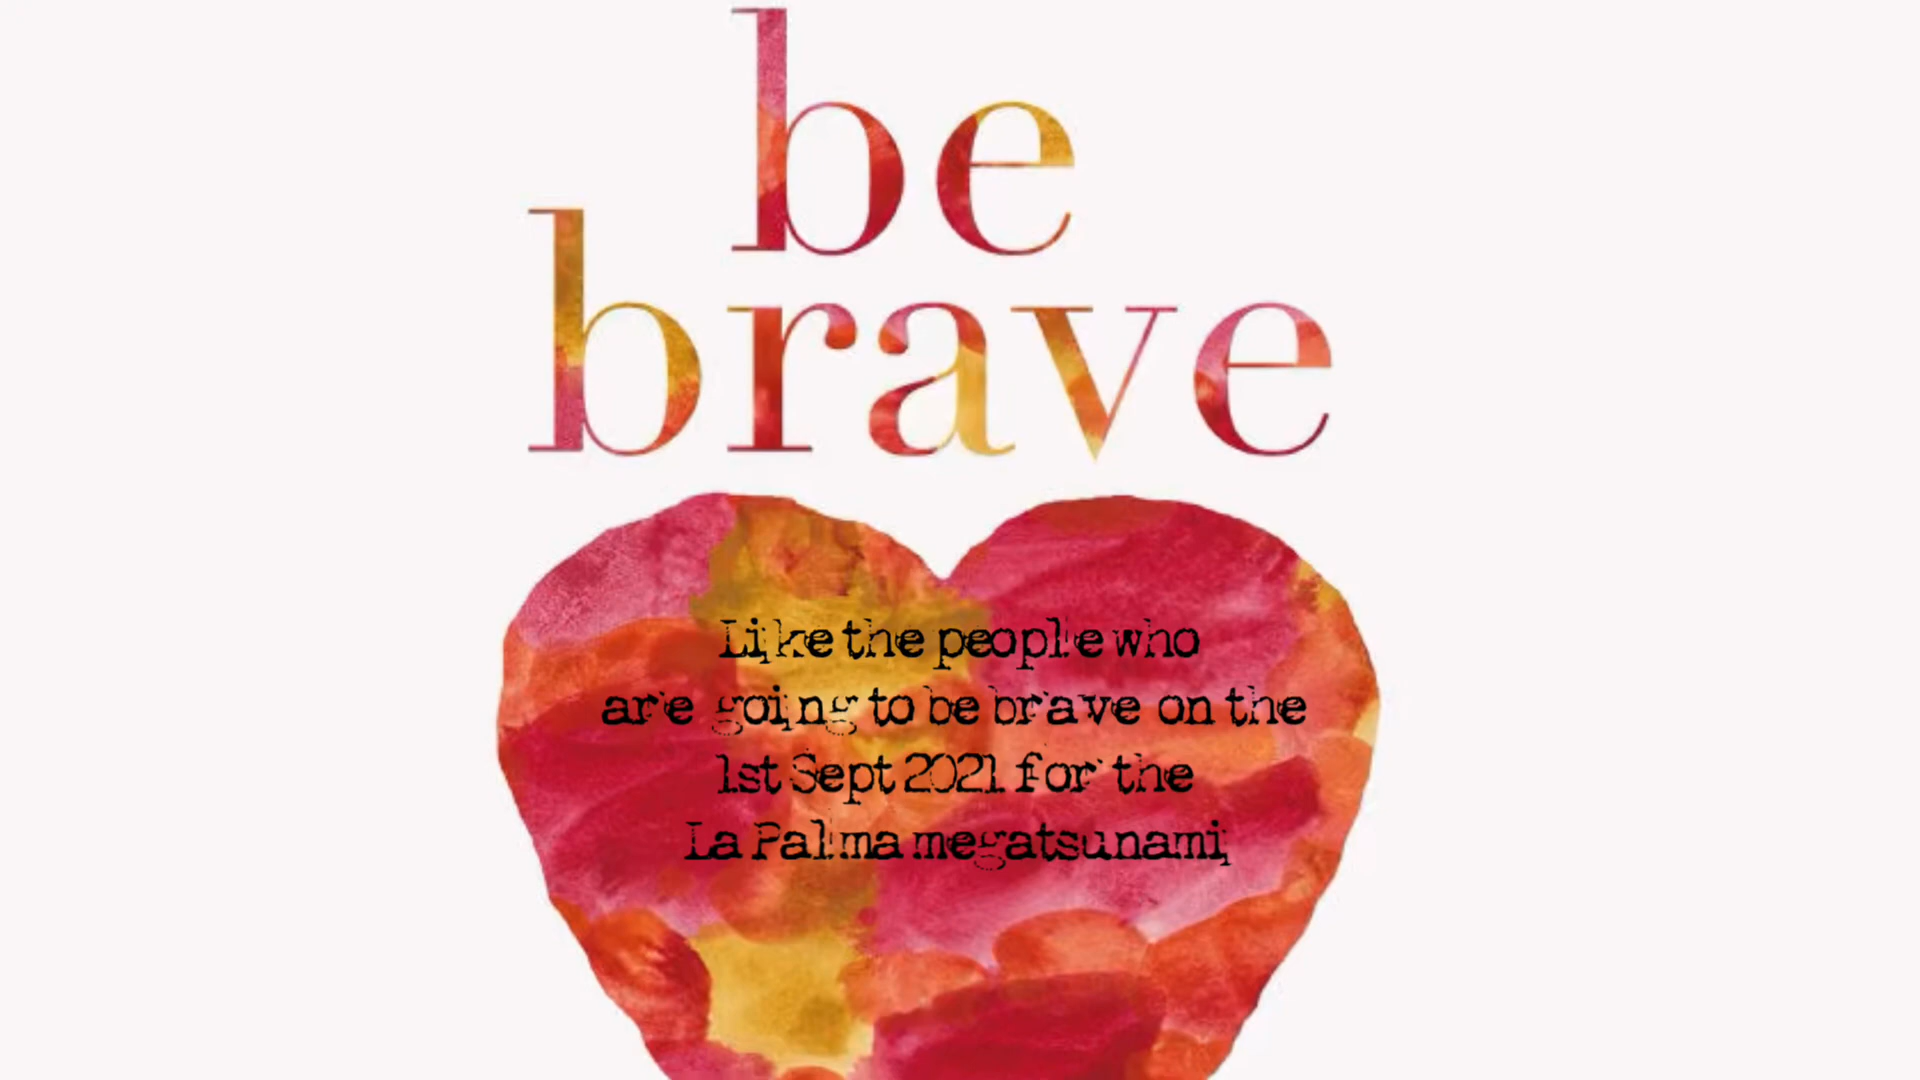 be
brave
Like the people who
are going to be brave on the
1st Sept 2021 for the
La Palma megatsunami